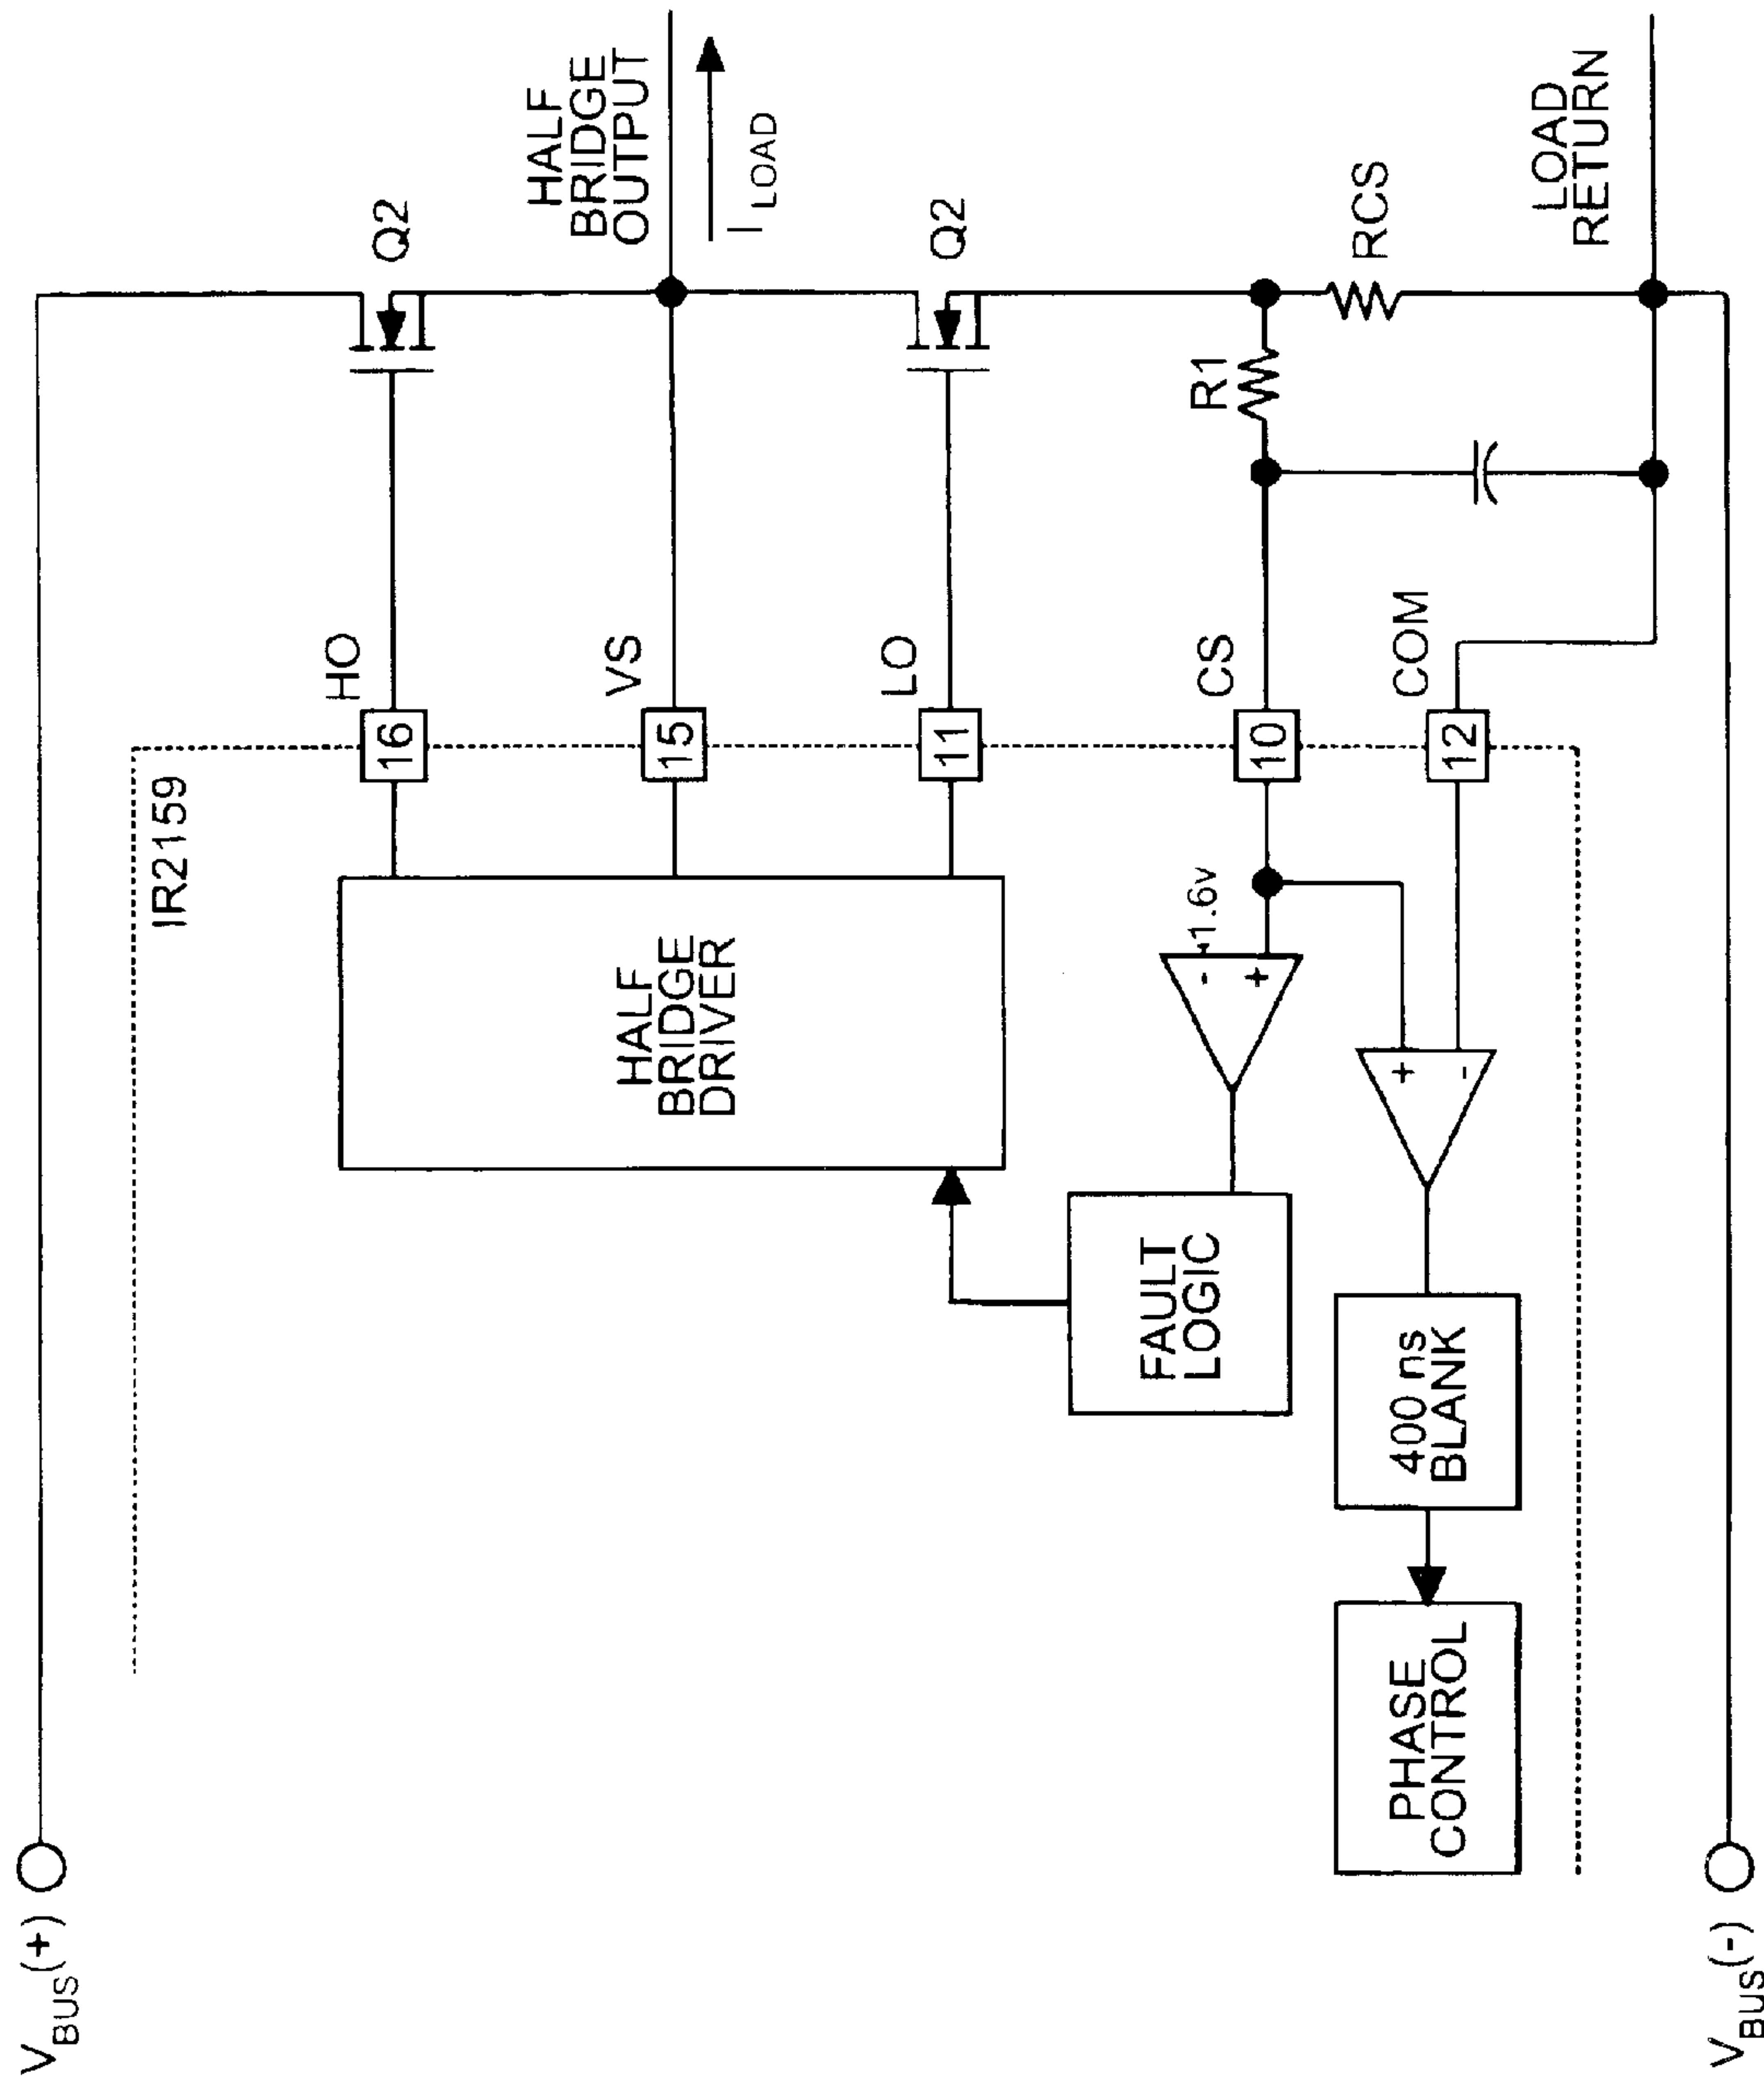 V_BUS(+)
IR2159
HALF
BRIDGE
DRIVER
16
HO
Q2
15
VS
HALF
BRIDGE
OUTPUT
I_LOAD
11
LO
Q2
FAULT
LOGIC
-
+
1.6v
10
CS
R1
RCS
PHASE
CONTROL
400 ns
BLANK
+
-
12
COM
LOAD
RETURN
V_BUS(-)